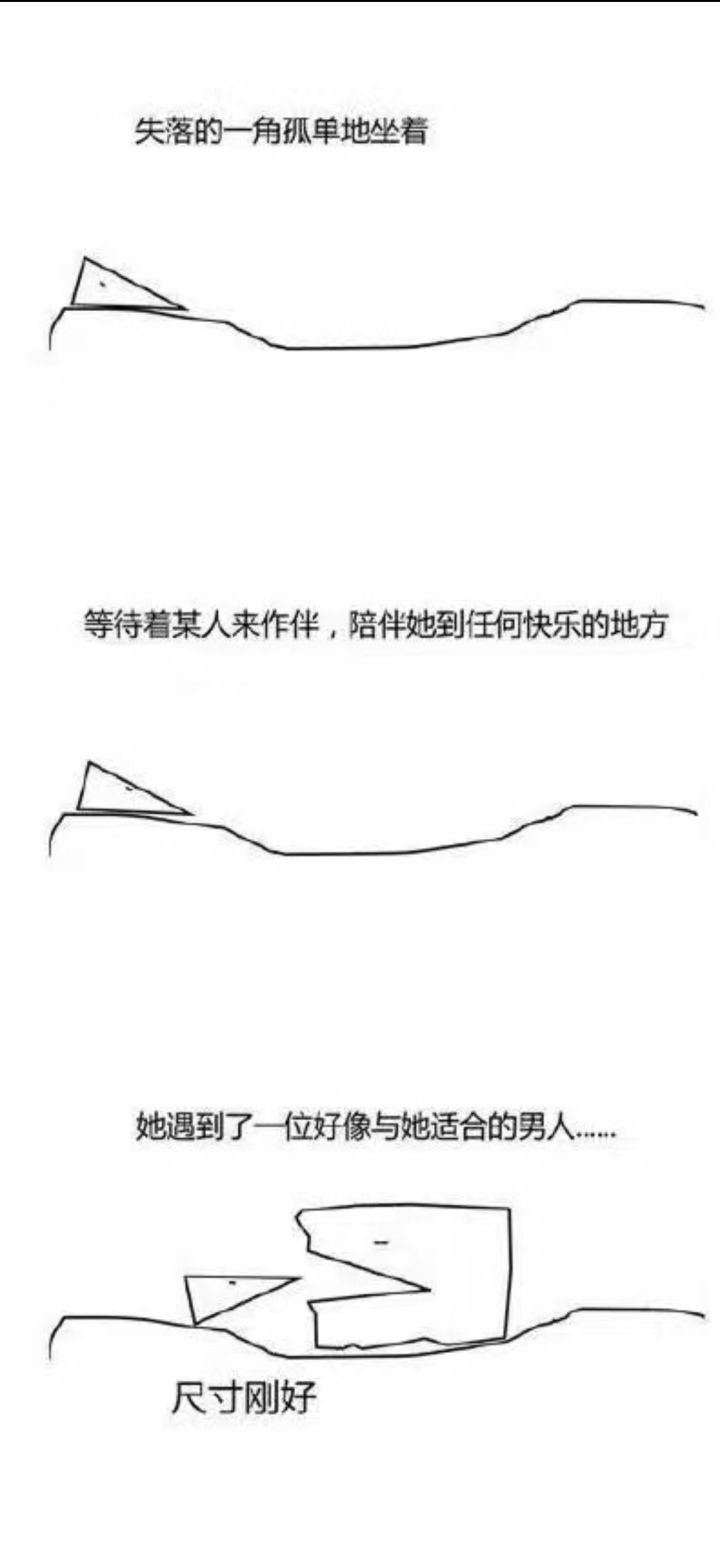 失落的一角孤单地坐着
等待着某人来作伴，陪伴她到任何快乐的地方
她遇到了一位好像与她适合的男人......
尺寸刚好